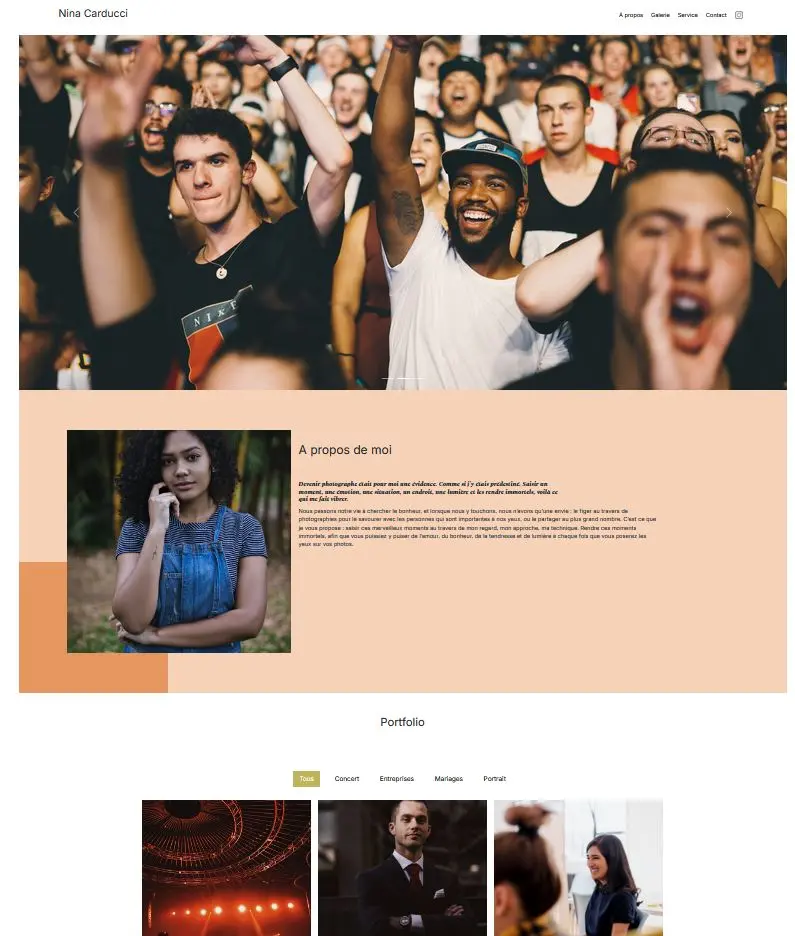 Nina Carducci
A propos Galerie Service Contact
NIKE
A propos de moi
Devenir photographe était pour moi une évidence. Comme si j'y étais prédestiné. Saisir un
moment, une émotion, une situation, un endroit, une lumière et les rendre immortels, voilà ce
qui me fait vibrer.
Nous passons notre vie à chercher le bonheur, et lorsque nous y touchons, nous n'avons qu'une envie : le figer au travers de
photographies pour le savourer avec les personnes qui sont importantes à nos yeux, ou le partager au plus grand nombre. C'est ce que
je vous propose : saisir ces merveilleux moments au travers de mon regard, mon approche, ma technique. Rendre ces moments
immortels, afin que vous puissiez y puiser de l'amour, du bonheur, de la tendresse et de lumière à chaque fois que vous poserez les
yeux sur vos photos.
Portfolio
Tous Concert Entreprises Mariages Portrait